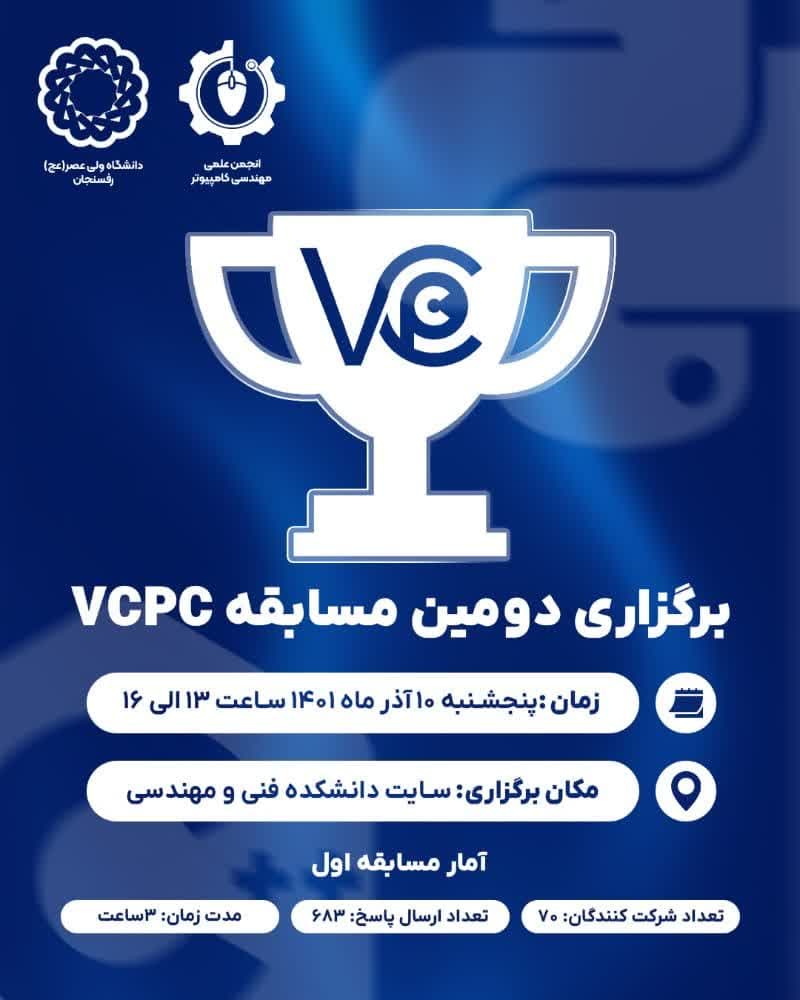 انجمن علمی
مهندسی کامپیوتر
دانشگاه ولی عصر(عج)
رفسنجان
VCPC
برگزاری دومین مسابقه VCPC
زمان :پنجشنبه ۱۰ آذر ماه ۱۴۰۱ ساعت ۱۳ الی ۱۶
مکان برگزاری: سایت دانشکده فنی و مهندسی
آمار مسابقه اول
تعداد شرکت کنندگان: ۷۰
تعداد ارسال پاسخ: ۶۸۳
مدت زمان: ۳ساعت